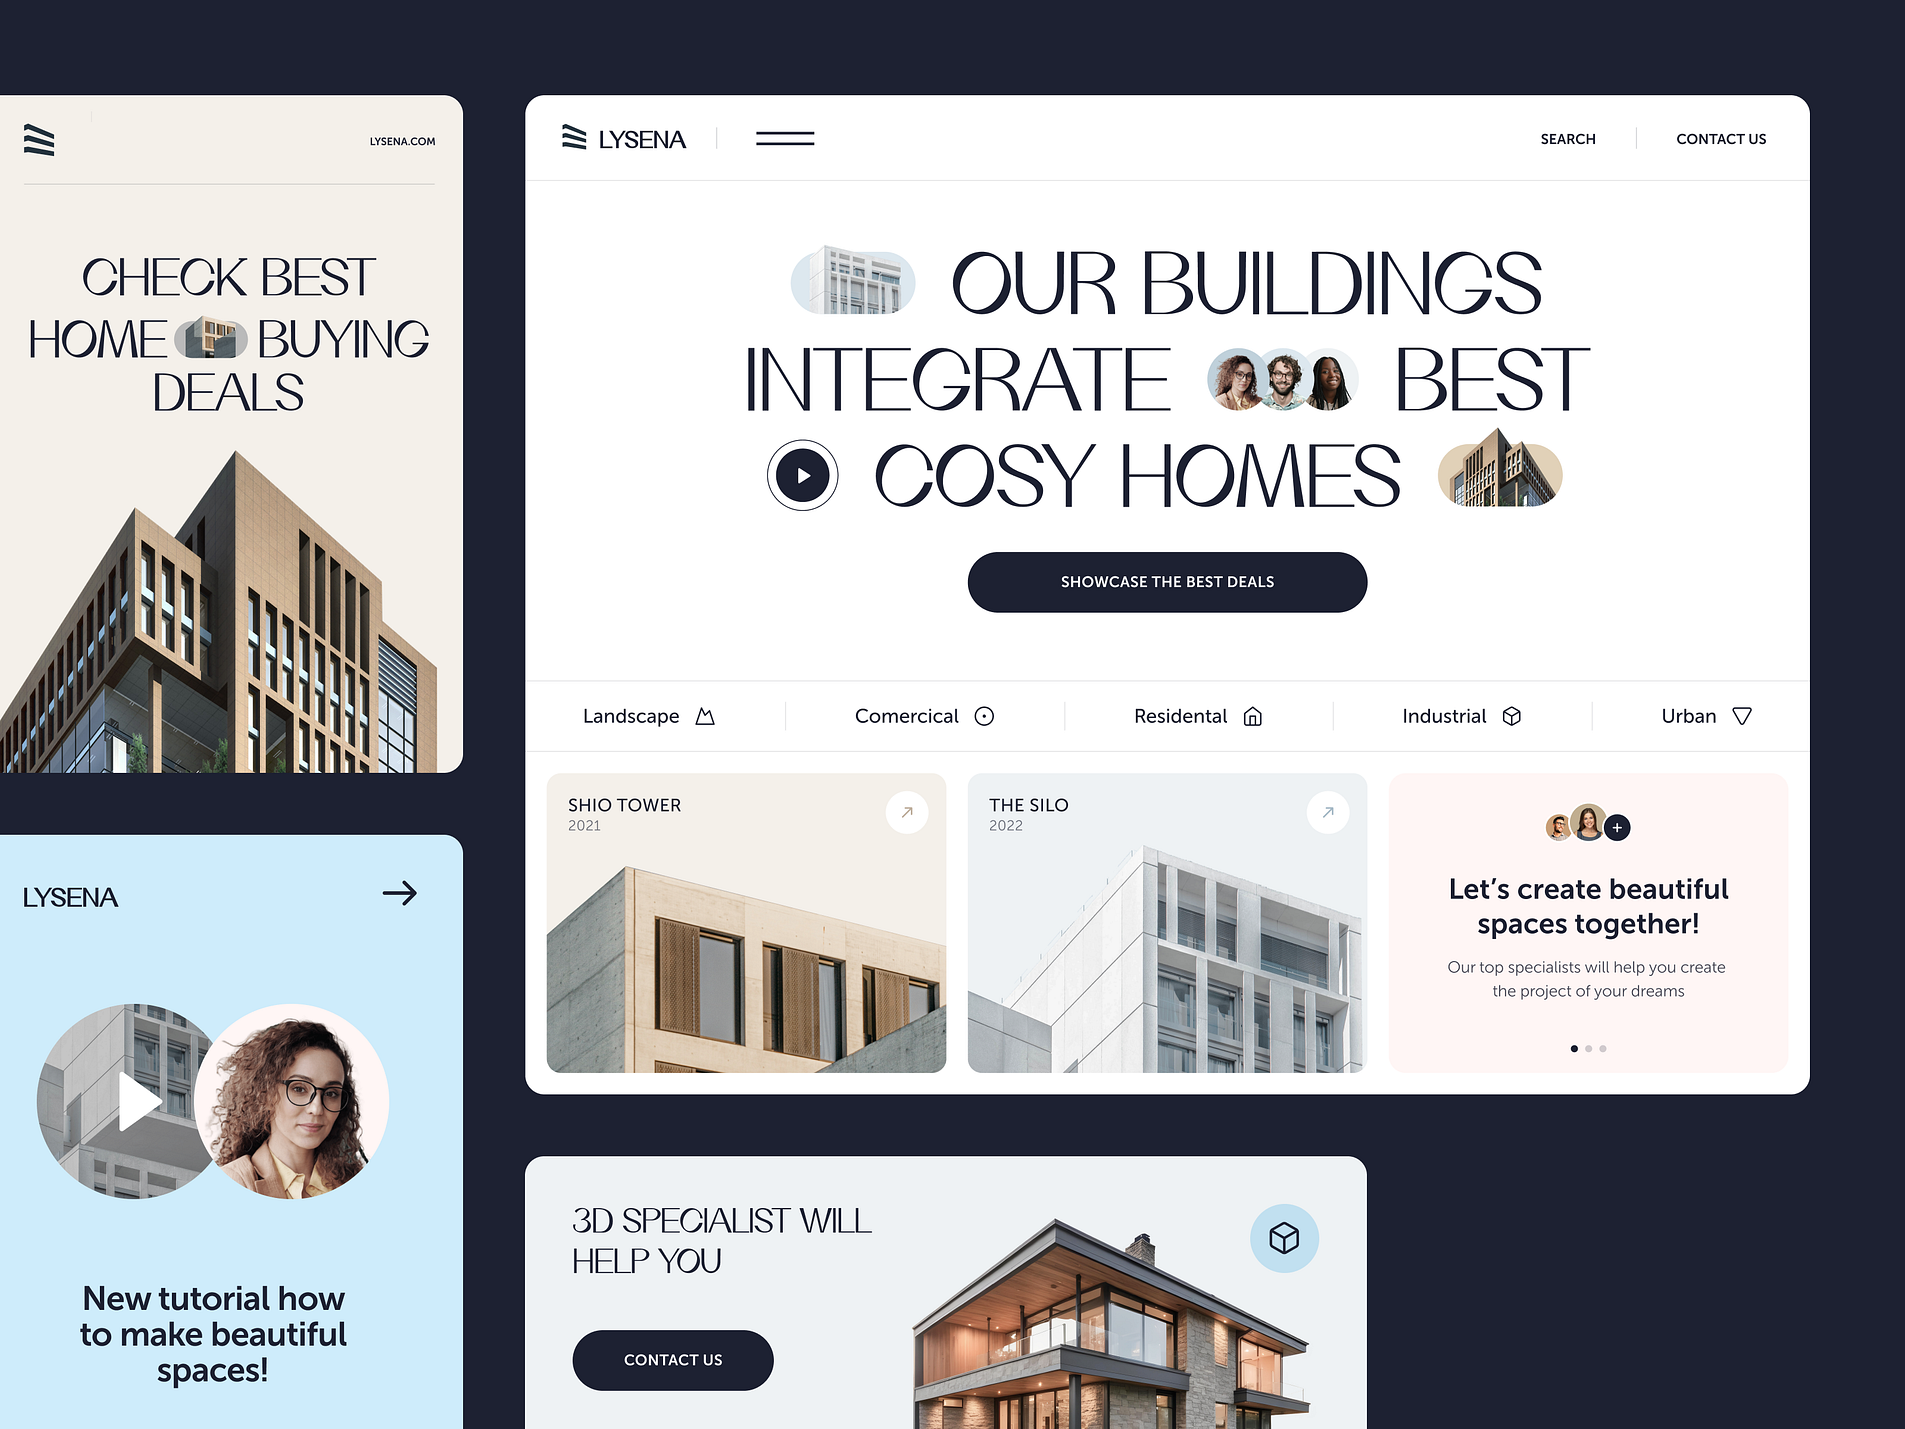 LYSENA.COM
CHECK BEST
HOME BUYING
DEALS
LYSENA
New tutorial how
to make beautiful
spaces!
LYSENA
SEARCH
CONTACT US
OUR BUILDINGS
INTEGRATE BEST
COSY HOMES
SHOWCASE THE BEST DEALS
Landscape
Comercical
Residental
Industrial
Urban
SHIO TOWER
2021
THE SILO
2022
Let’s create beautiful
spaces together!
Our top specialists will help you create
the project of your dreams
3D SPECIALIST WILL
HELP YOU
CONTACT US